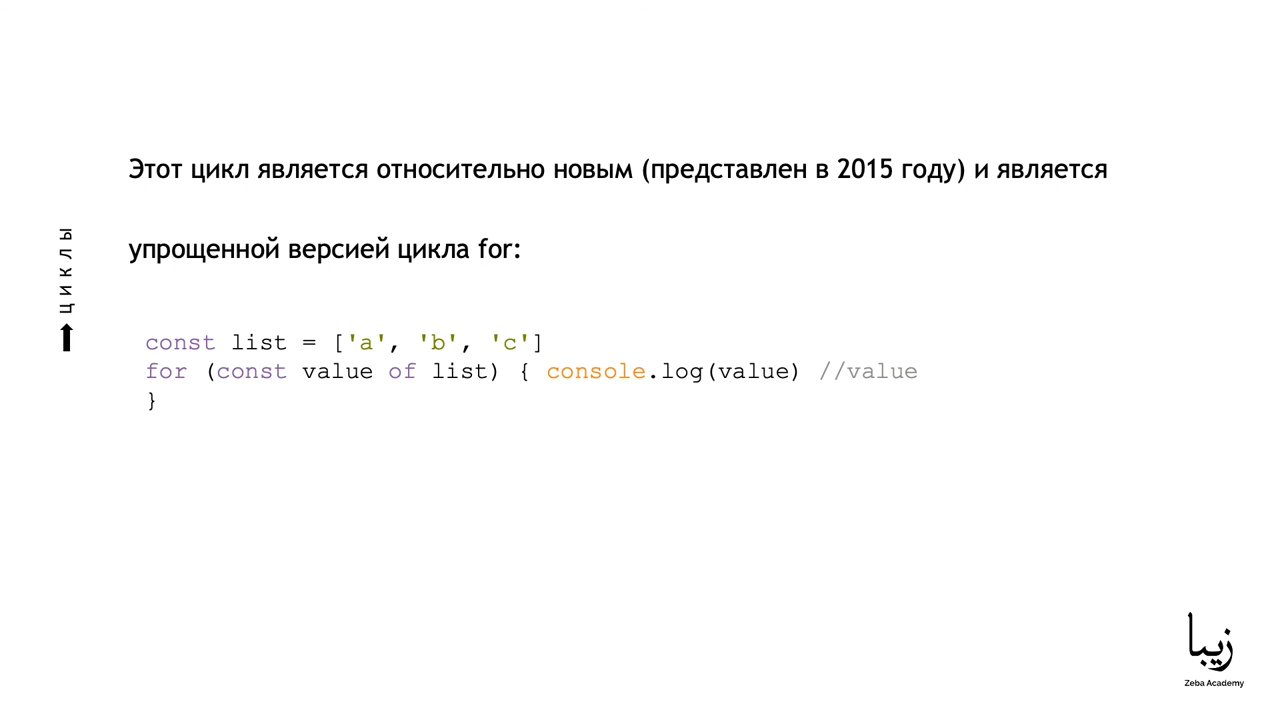 Этот цикл является относительно новым (представлен в 2015 году) и является
упрощенной версией цикла for:
циклы
const list = ['a', 'b', 'c']
for (const value of list) { console.log(value) //value
}
زیبا
Zeba Academy